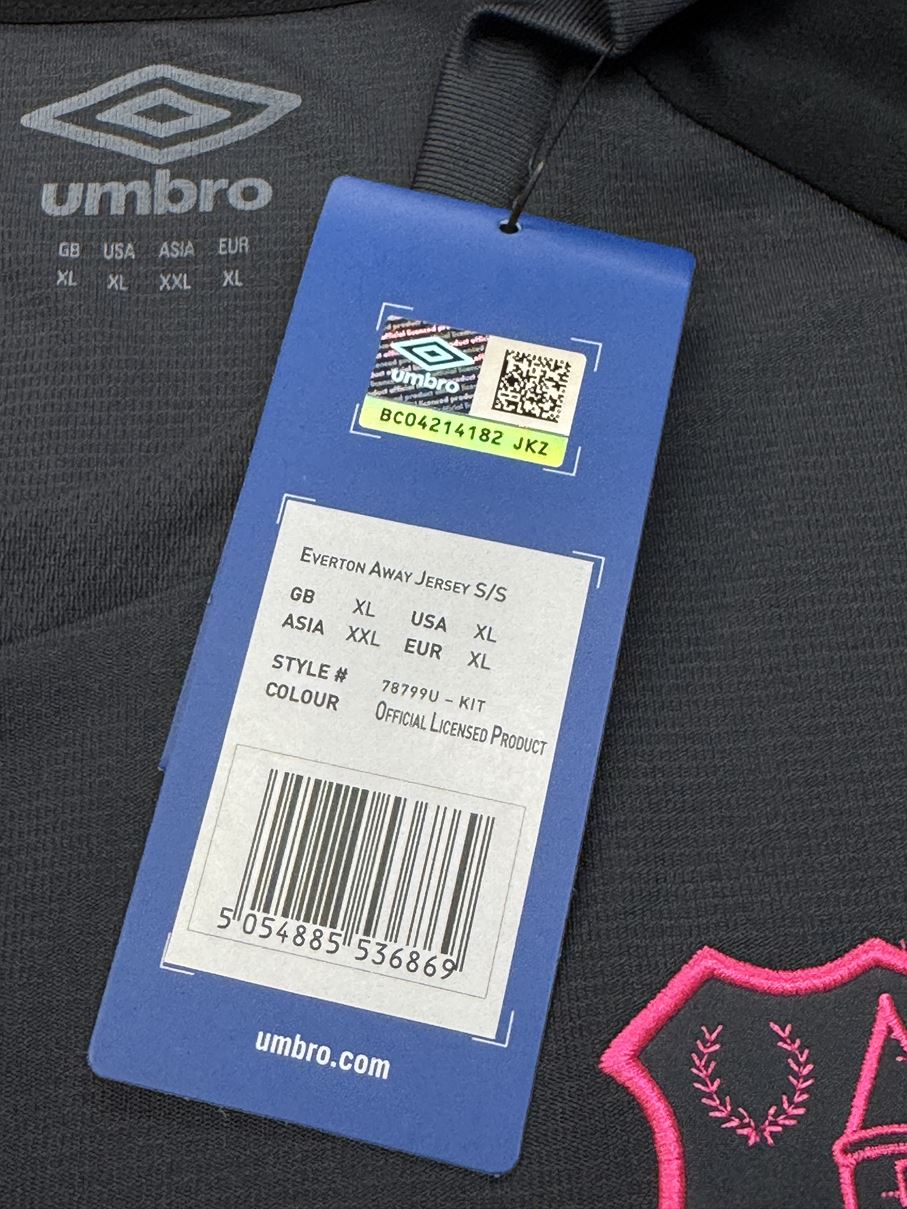 umbro
GB USA ASIA EUR
XL XL XXL XL
umbro
BC04214182 JKZ
EVERTON AWAY JERSEY S/S
GB XL USA XL
ASIA XXL EUR XL
STYLE # 78799U - KIT
COLOUR OFFICIAL LICENSED PRODUCT
5 054885 536869
umbro.com